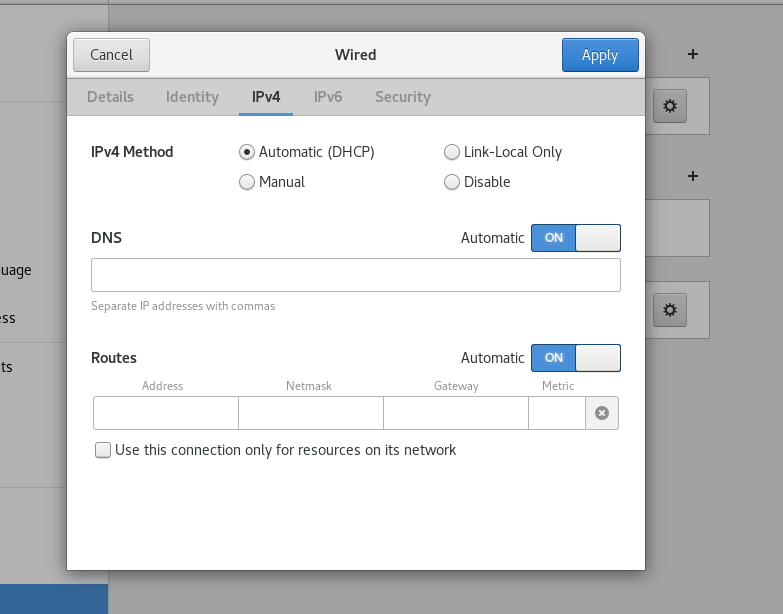 Cancel Wired Apply
Details Identity IPv4 IPv6 Security
IPv4 Method Automatic (DHCP) Link-Local Only
Manual Disable
DNS Automatic ON
Separate IP addresses with commas
Routes Automatic ON
Address Netmask Gateway Metric
Use this connection only for resources on its network
uage
ess
ts